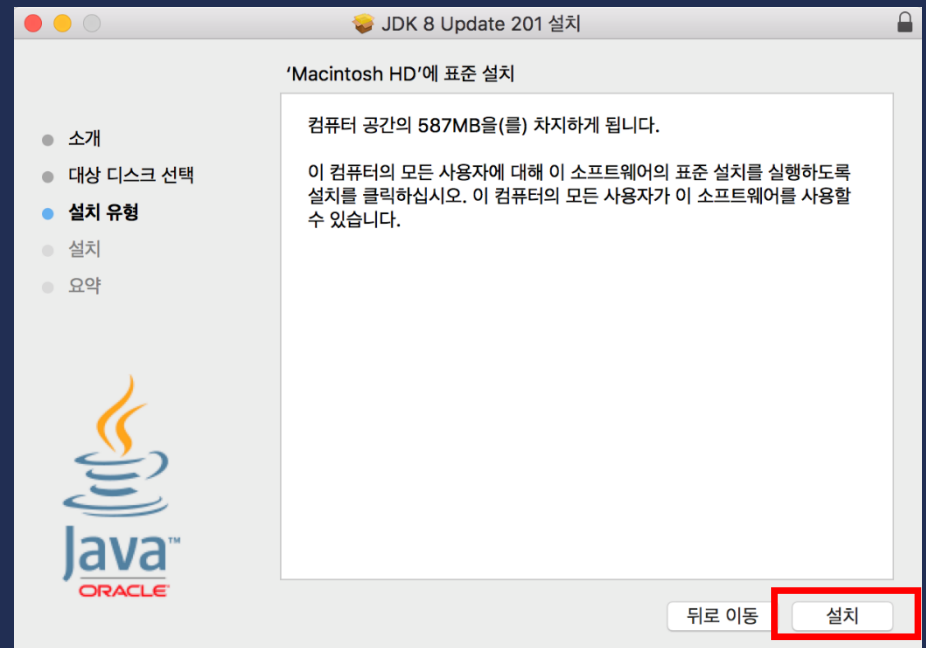 JDK 8 Update 201 설치
'Macintosh HD'에 표준 설치
소개
대상 디스크 선택
설치 유형
설치
요약
컴퓨터 공간의 587MB을(를) 차지하게 됩니다.
이 컴퓨터의 모든 사용자에 대해 이 소프트웨어의 표준 설치를 실행하도록
설치를 클릭하십시오. 이 컴퓨터의 모든 사용자가 이 소프트웨어를 사용할
수 있습니다.
Java™
ORACLE
뒤로 이동
설치